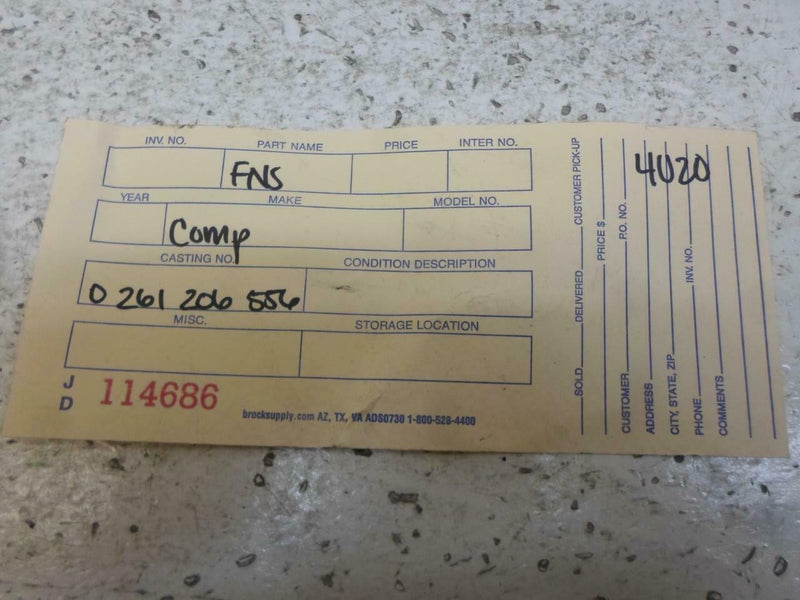 INV. NO. PART NAME PRICE INTER NO.
FNS
YEAR MAKE MODEL NO.
Comp
CASTING NO. CONDITION DESCRIPTION
0 261 206 556
MISC. STORAGE LOCATION
J D 114686
brocksupply.com AZ, TX, VA ADS0730 1-800-528-4400
SOLD DELIVERED CUSTOMER PICK-UP
PRICE $
CUSTOMER P.O. NO.
4U20
ADDRESS
CITY, STATE, ZIP
PHONE INV. NO.
COMMENTS